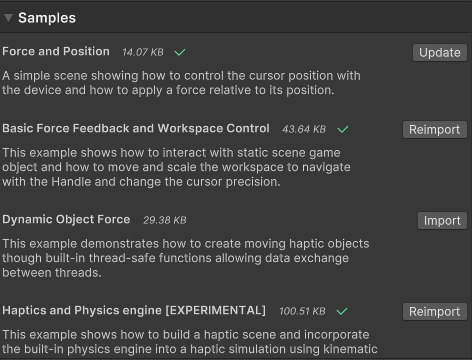 Samples
Force and Position 14.07 KB Update
A simple scene showing how to control the cursor position with
the device and how to apply a force relative to its position.
Basic Force Feedback and Workspace Control 43.64 KB Reimport
This example shows how to interact with static scene game
object and how to move and scale the workspace to navigate
with the Handle and change the cursor precision.
Dynamic Object Force 29.38 KB Import
This example demonstrates how to create moving haptic objects
though built-in thread-safe functions allowing data exchange
between threads.
Haptics and Physics engine [EXPERIMENTAL] 100.51 KB Reimport
This example shows how to build a haptic scene and incorporate
the built-in physics engine into a haptic simulation using kinematic